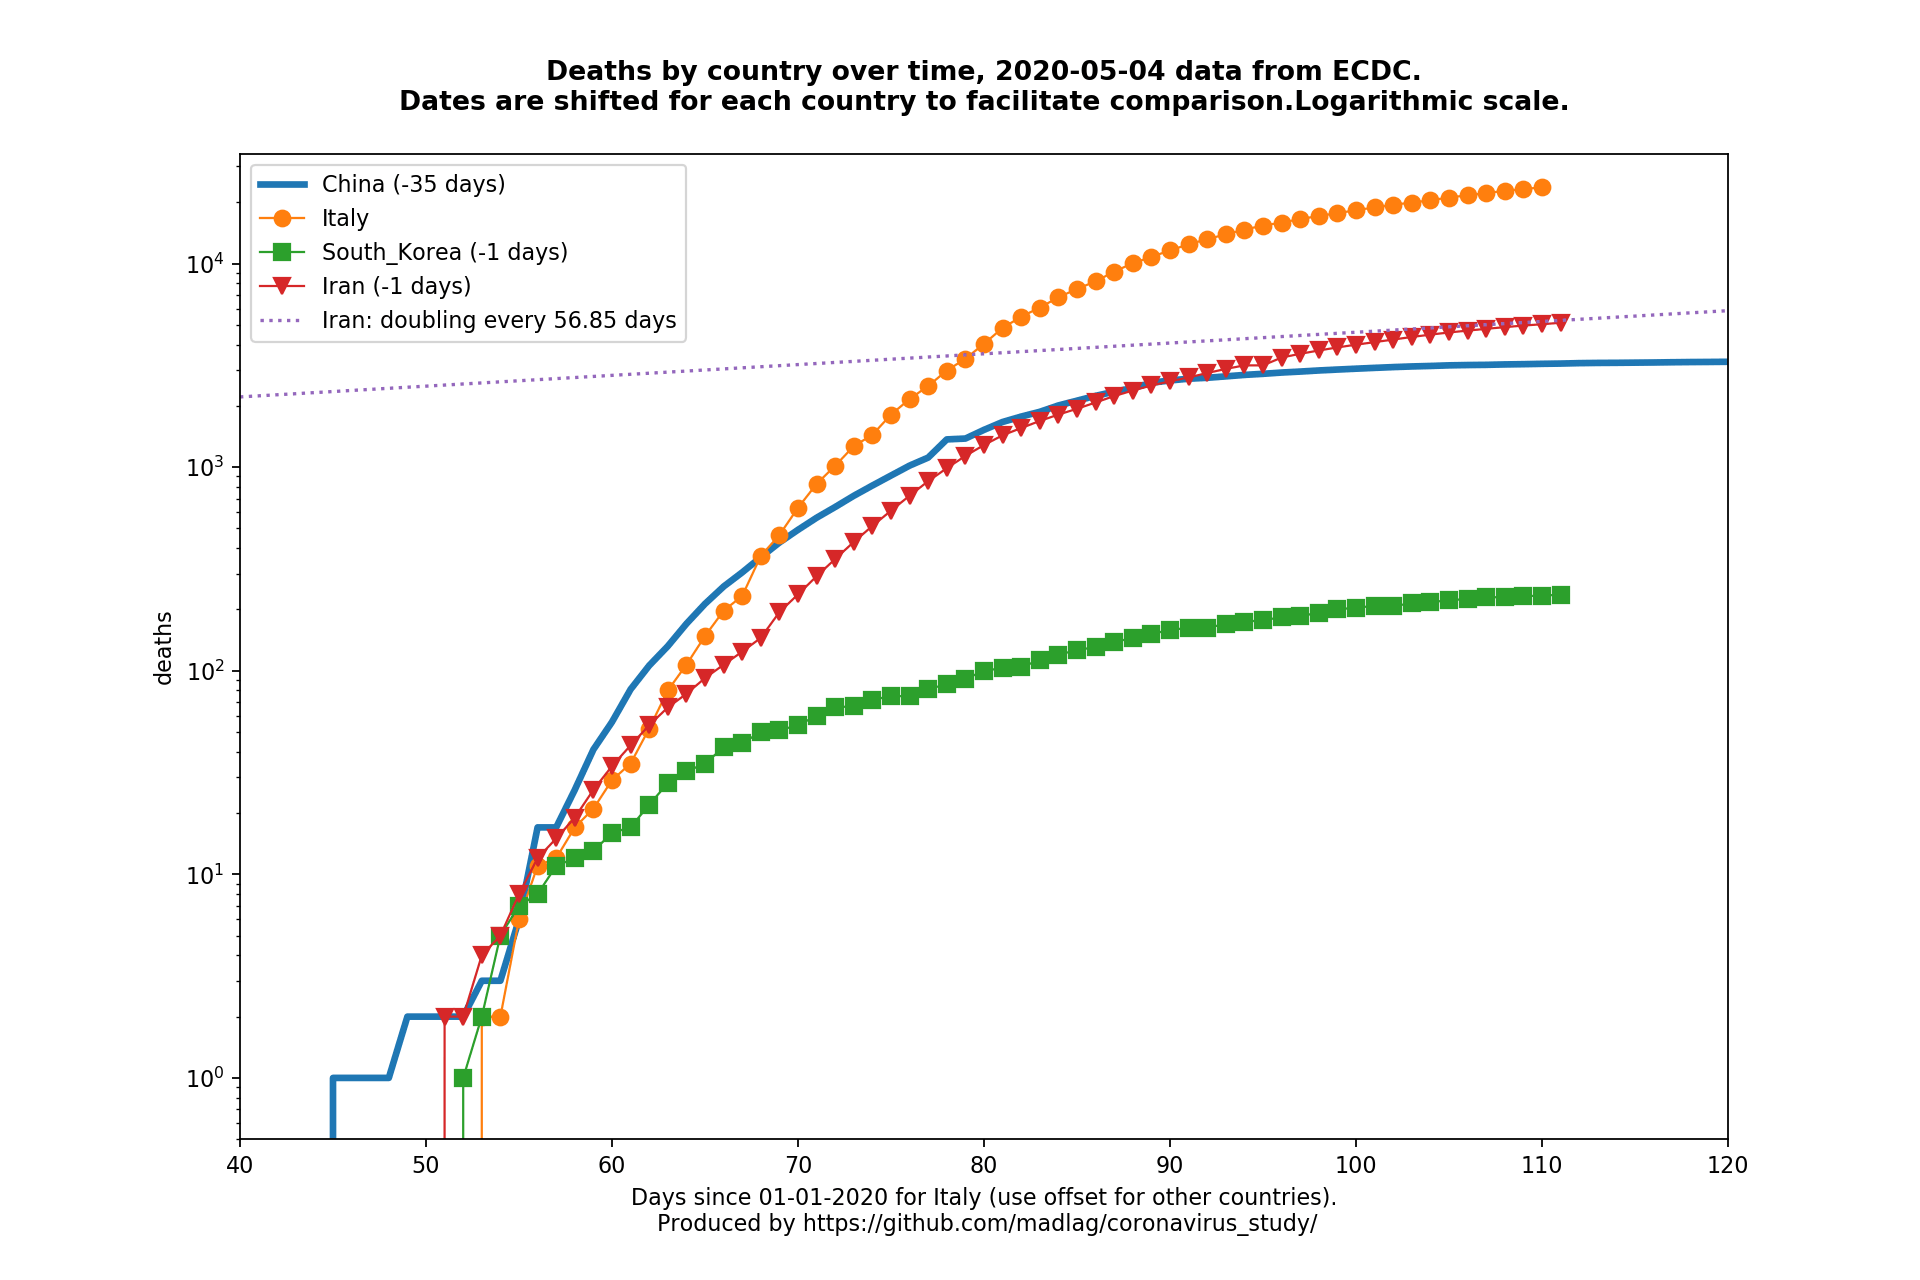 Deaths by country over time, 2020-05-04 data from ECDC.
Dates are shifted for each country to facilitate comparison.Logarithmic scale.
China (-35 days)
Italy
South_Korea (-1 days)
Iran (-1 days)
Iran: doubling every 56.85 days
deaths
10⁴
10³
10²
10¹
10⁰
40 50 60 70 80 90 100 110 120
Days since 01-01-2020 for Italy (use offset for other countries).
Produced by https://github.com/madlag/coronavirus_study/